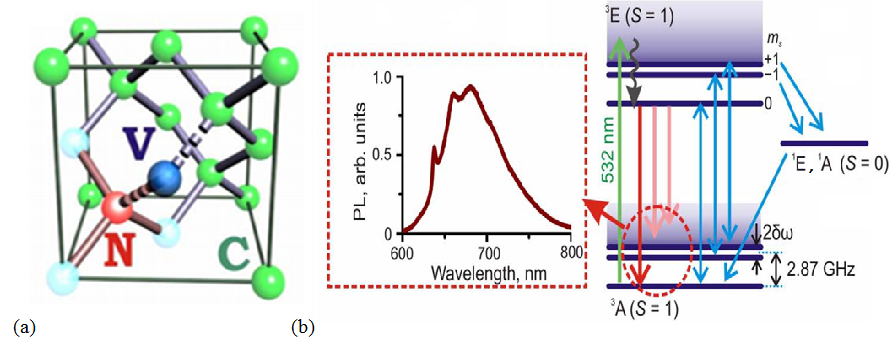 (a)
V
N
C
(b)
PL, arb. units
1.0
0.5
0
600
700
800
Wavelength, nm
³E (S = 1)
mₛ
+1
−1
0
532 nm
¹E, ¹A (S = 0)
2δω
2.87 GHz
³A (S = 1)